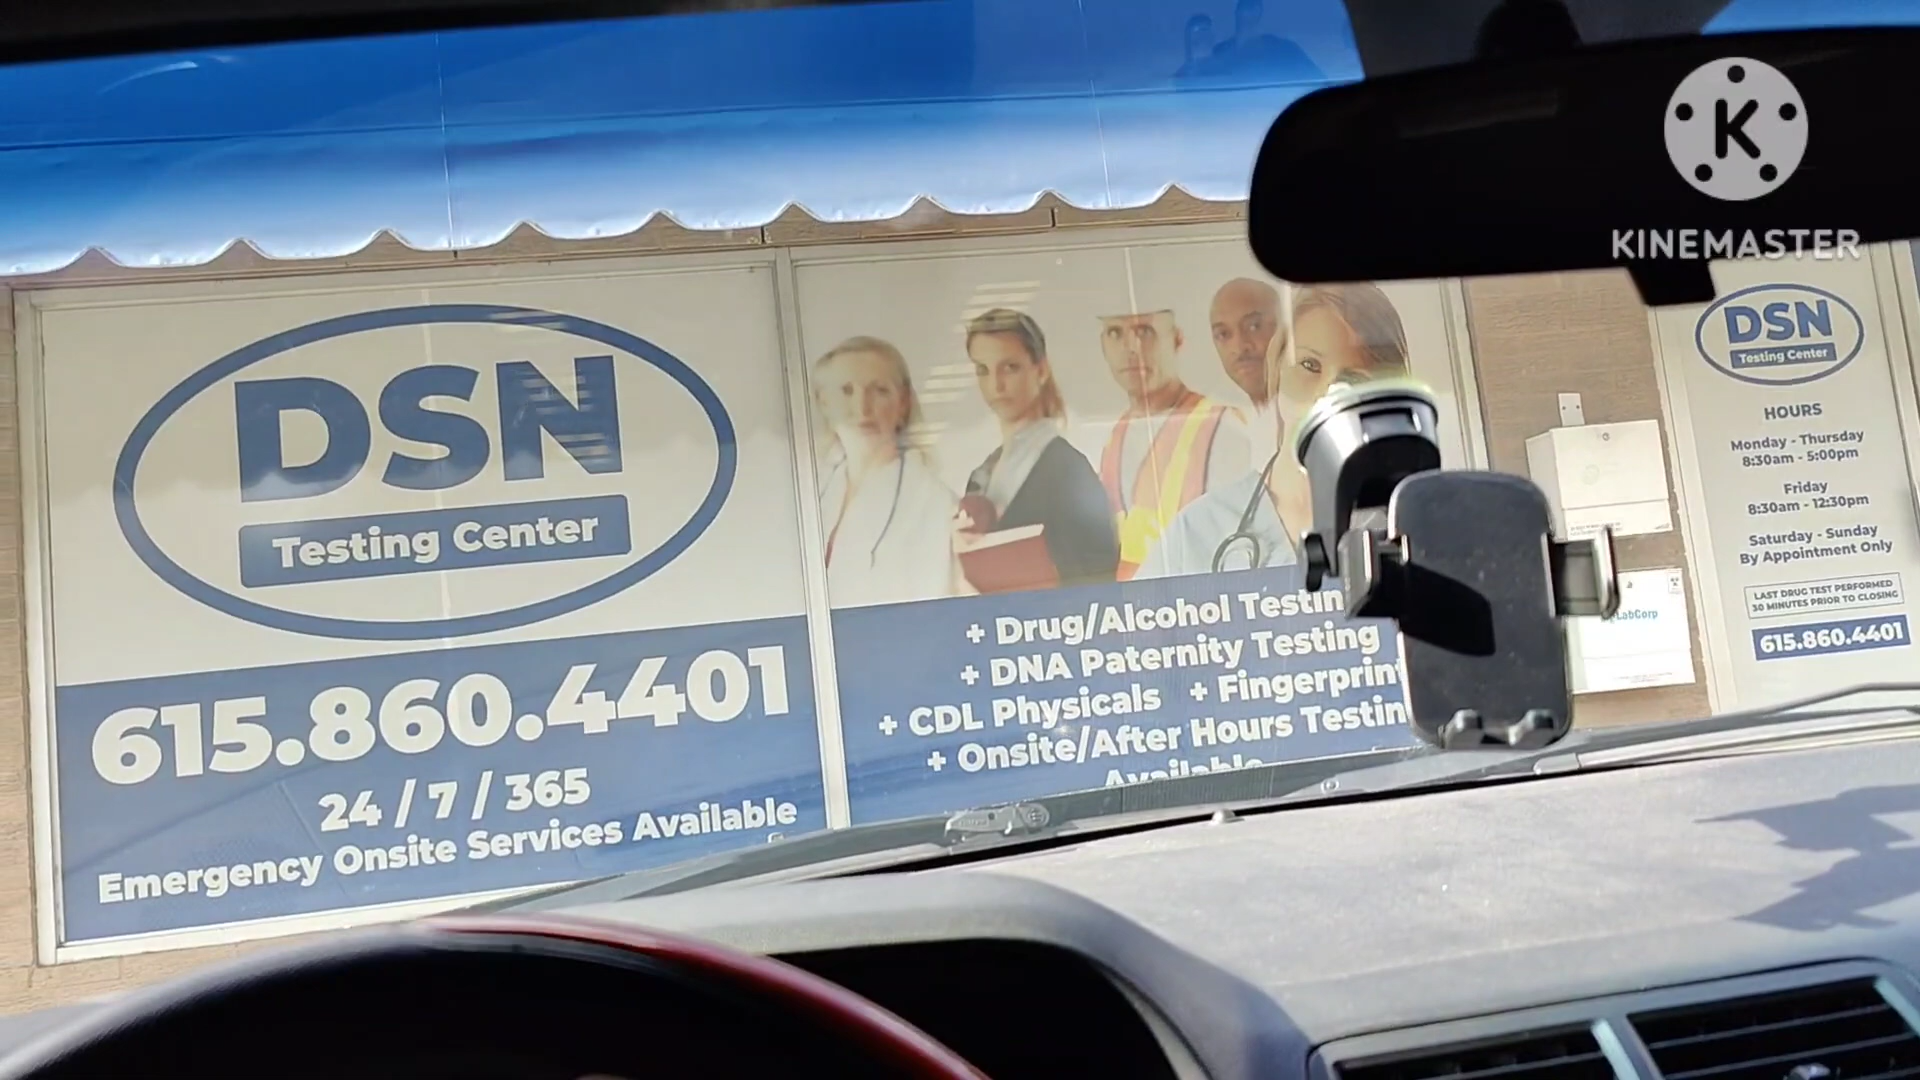 K
KINEMASTER
DSN
Testing Center
615.860.4401
24 / 7 / 365
Emergency Onsite Services Available
+ Drug/Alcohol Testin
+ DNA Paternity Testing
+ CDL Physicals + Fingerprint
+ Onsite/After Hours Testin
Available
DSN
Testing Center
HOURS
Monday - Thursday
8:30am - 5:00pm
Friday
8:30am - 12:30pm
Saturday - Sunday
By Appointment Only
LAST DRUG TEST PERFORMED
30 MINUTES PRIOR TO CLOSING
615.860.4401
LabCorp